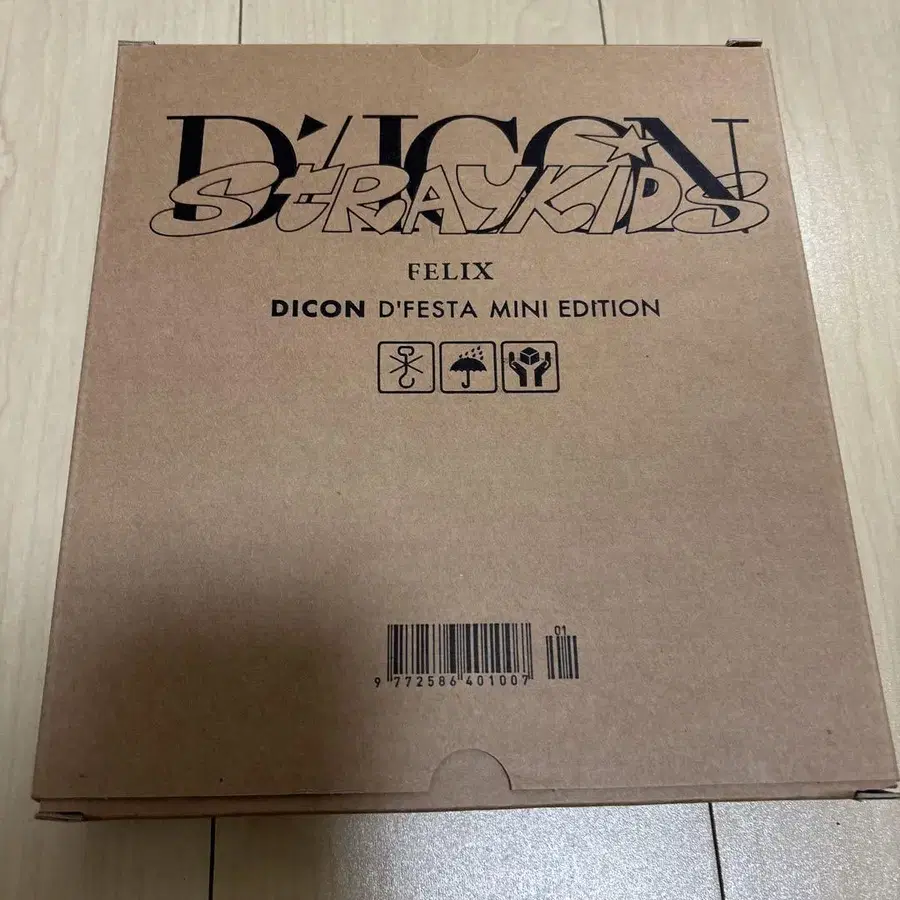 D'ICON
STRAYKIDS
FELIX
DICON D'FESTA MINI EDITION
01
9 772586 401007